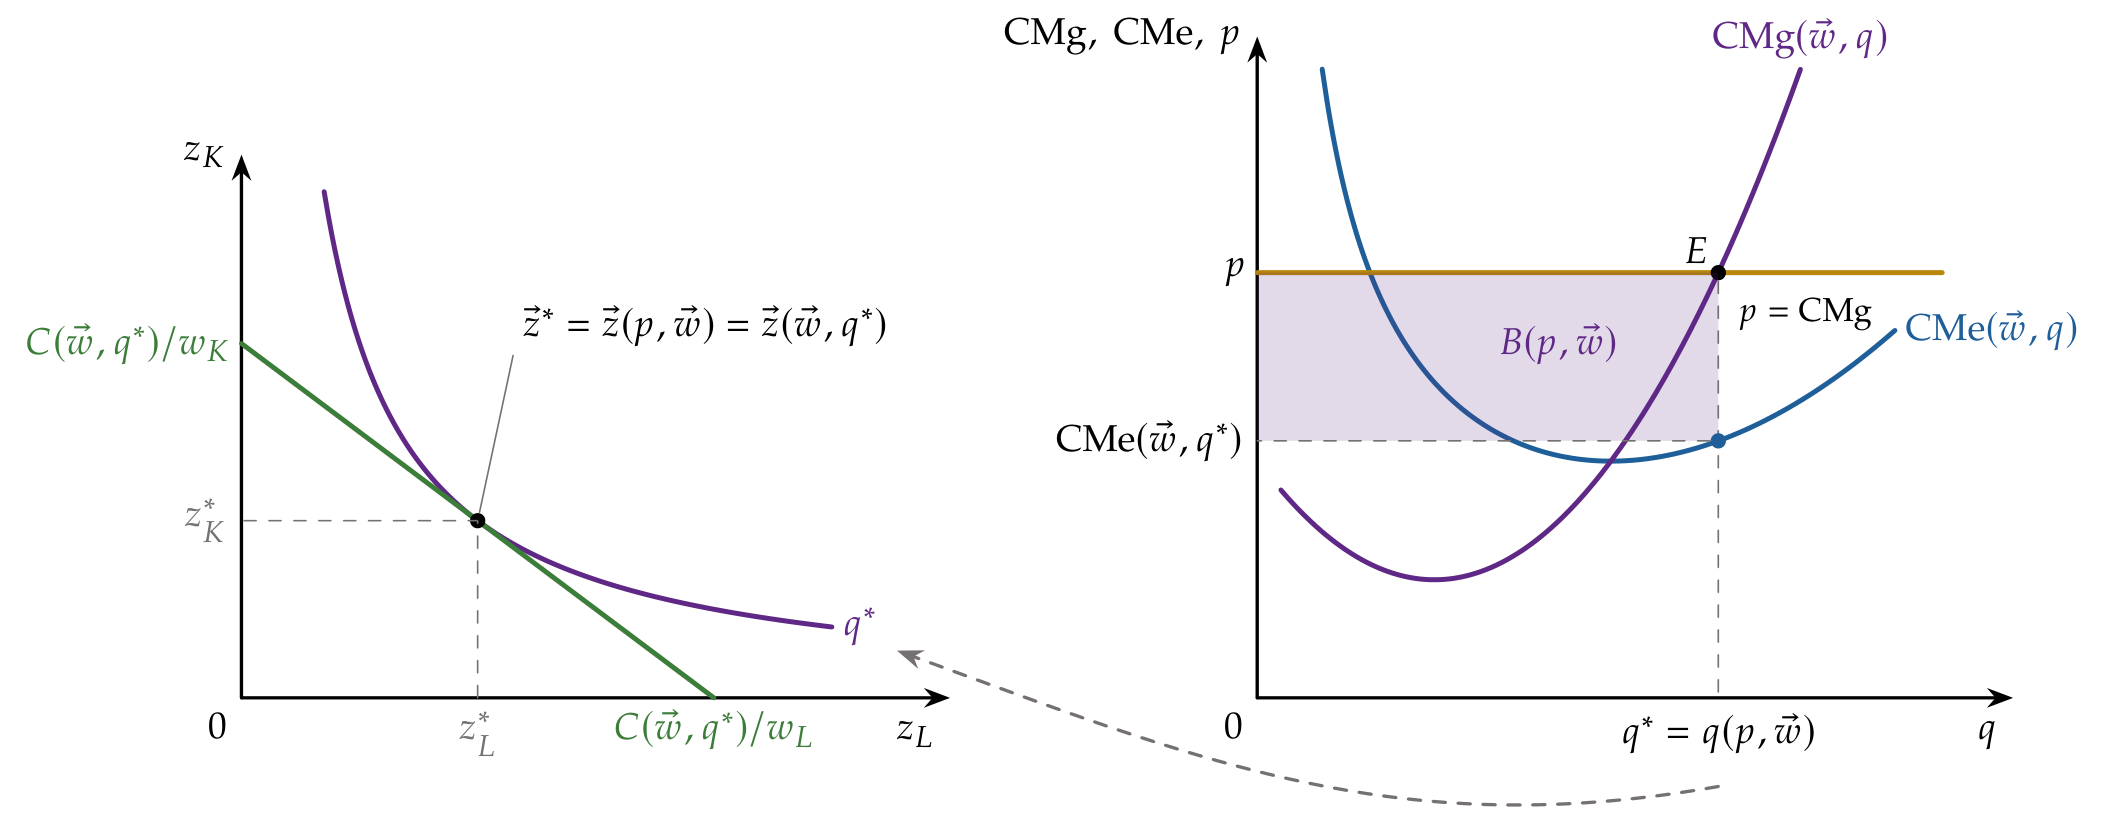 z_K
C(w⃗, q*)/w_K
z⃗* = z⃗(p, w⃗) = z⃗(w⃗, q*)
z*_K
q*
0
z*_L
C(w⃗, q*)/w_L
z_L
CMg, CMe, p
CMg(w⃗, q)
E
p
p = CMg
B(p, w⃗)
CMe(w⃗, q)
CMe(w⃗, q*)
0
q* = q(p, w⃗)
q